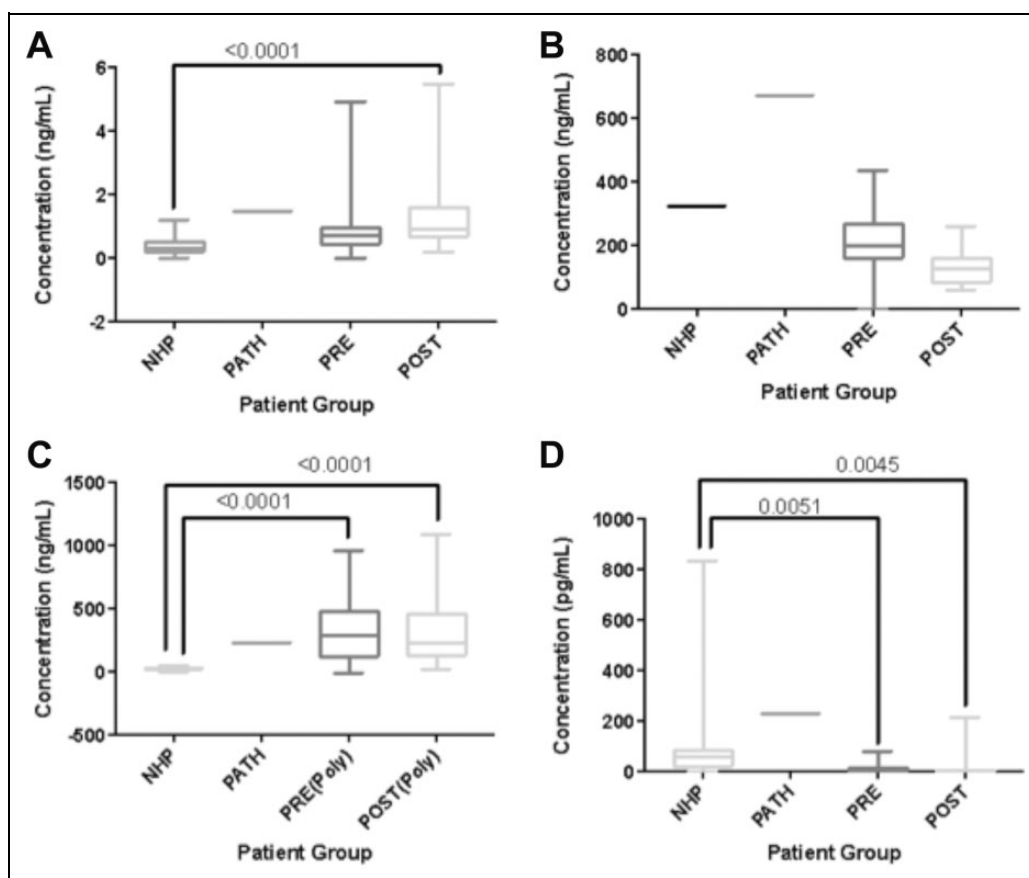 A
<0.0001
Concentration (ng/mL)
6
4
2
0
-2
NHP
PATH
PRE
POST
Patient Group
B
Concentration (ng/mL)
800
600
400
200
0
NHP
PATH
PRE
POST
Patient Group
C
<0.0001
<0.0001
Concentration (ng/mL)
1500
1000
500
0
-500
NHP
PATH
PRE(Poly)
POST(Poly)
Patient Group
D
0.0045
0.0051
Concentration (pg/mL)
1000
800
600
400
200
0
NHP
PATH
PRE
POST
Patient Group